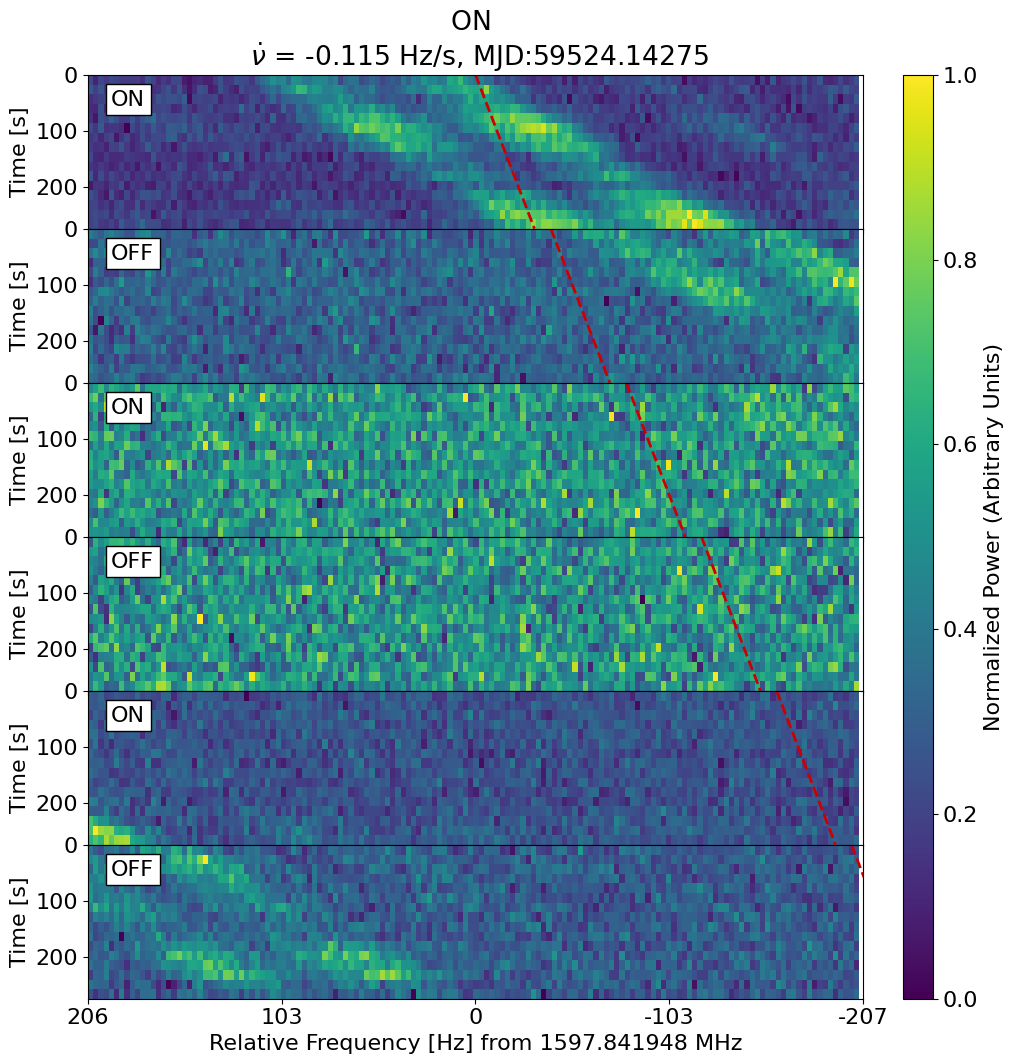 ON
ν̇ = -0.115 Hz/s, MJD:59524.14275
0
ON
100
200
Time [s]
0
OFF
100
200
Time [s]
0
ON
100
200
Time [s]
0
OFF
100
200
Time [s]
0
ON
100
200
Time [s]
0
OFF
100
200
Time [s]
206 103 0 -103 -207
Relative Frequency [Hz] from 1597.841948 MHz
1.0
0.8
0.6
0.4
0.2
0.0
Normalized Power (Arbitrary Units)